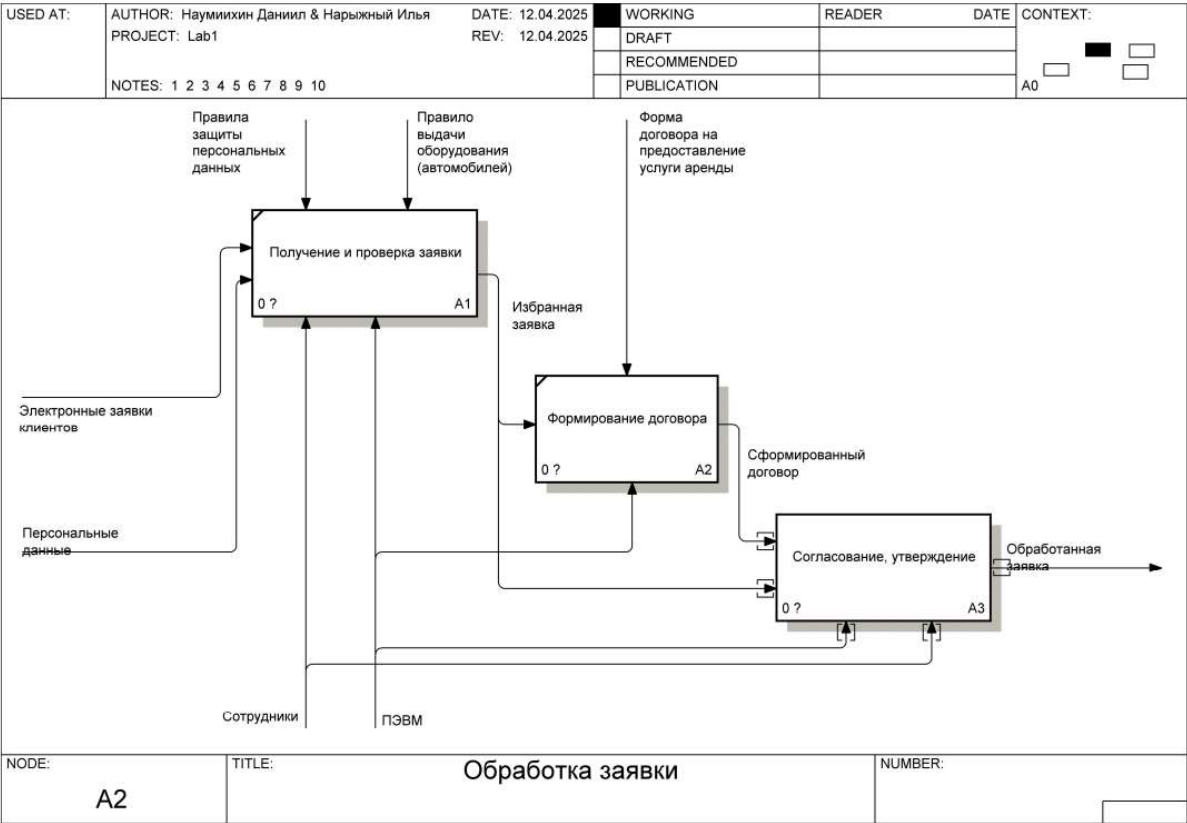 USED AT:
AUTHOR: Наумиихин Даниил & Нарыжный Илья
DATE: 12.04.2025
PROJECT: Lab1
REV: 12.04.2025
NOTES: 1 2 3 4 5 6 7 8 9 10
WORKING
DRAFT
RECOMMENDED
PUBLICATION
READER DATE
CONTEXT:
A0
Правила
защиты
персональных
данных
Правило
выдачи
оборудования
(автомобилей)
Форма
договора на
предоставление
услуги аренды
Получение и проверка заявки
0 ? A1
Избранная
заявка
Электронные заявки
клиентов
Формирование договора
0 ? A2
Сформированный
договор
Персональные
данные
Согласование, утверждение
0 ? A3
Обработанная
заявка
Сотрудники
ПЭВМ
NODE:
A2
TITLE:
Обработка заявки
NUMBER: